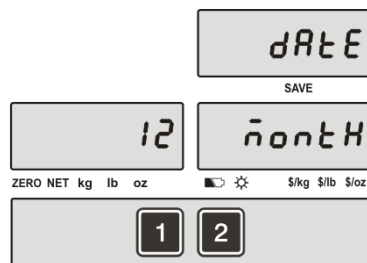 dAtE
SAVE
12 montH
ZERO NET kg lb oz $/kg $/lb $/oz
1 2